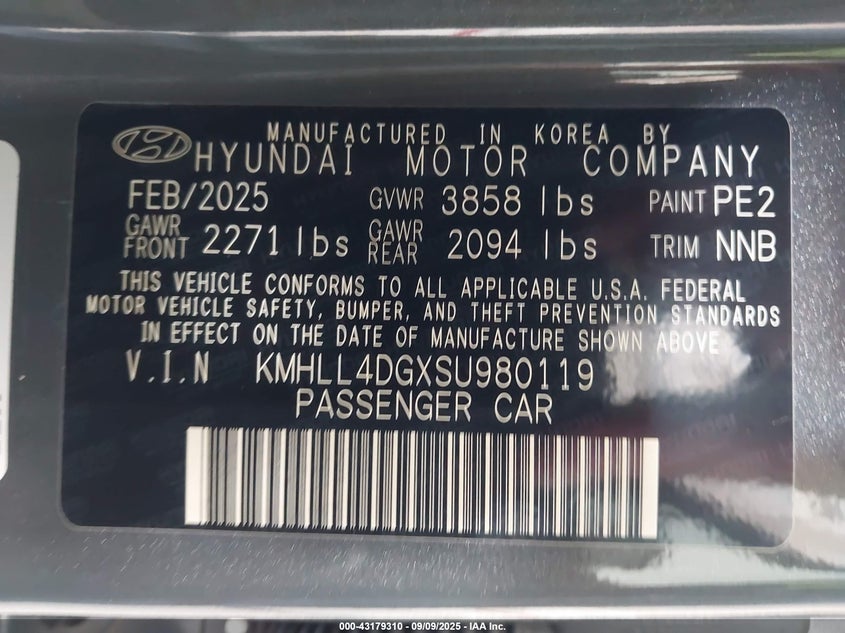 MANUFACTURED IN KOREA BY
HYUNDAI MOTOR COMPANY
FEB/2025 GVWR 3858 lbs PAINT PE2
GAWR FRONT 2271 lbs GAWR REAR 2094 lbs TRIM NNB
THIS VEHICLE CONFORMS TO ALL APPLICABLE U.S.A. FEDERAL
MOTOR VEHICLE SAFETY, BUMPER, AND THEFT PREVENTION STANDARDS
IN EFFECT ON THE DATE OF MANUFACTURE SHOWN ABOVE
V.I.N KMHLL4DGXSU980119
PASSENGER CAR
000-43179310 - 09/09/2025 - IAA Inc.